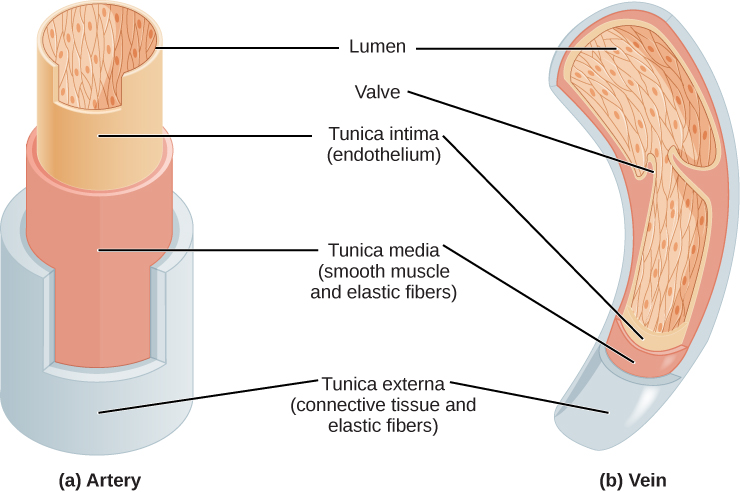 Lumen
Valve
Tunica intima
(endothelium)
Tunica media
(smooth muscle
and elastic fibers)
Tunica externa
(connective tissue and
elastic fibers)
(a) Artery
(b) Vein